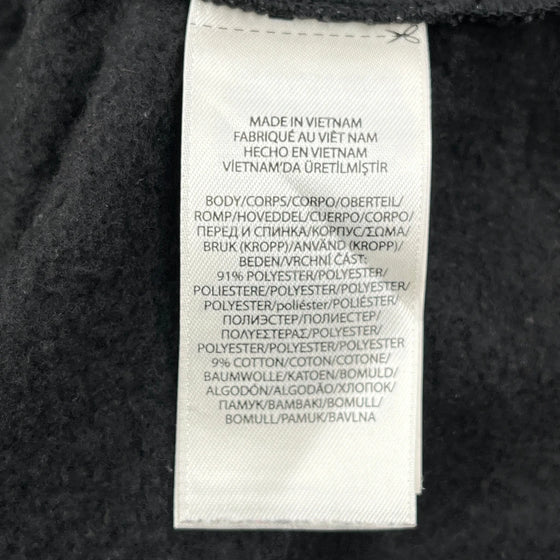 MADE IN VIETNAM
FABRIQUÉ AU VIÊT NAM
HECHO EN VIETNAM
VİETNAM'DA ÜRETİLMİŞTİR
BODY/CORPS/CORPO/OBERTEIL/
ROMP/HOVEDDEL/CUERPO/CORPO/
ПЕРЕД И СПИНКА/КОРПУС/ΣΩΜΑ/
BRUK (KROPP)/ANVÄND (KROPP)/
BEDEN/VRCHNÍ ČÁST:
91% POLYESTER/POLYESTER/
POLIESTERE/POLYESTER/POLYESTER/
POLYESTER/poliéster/POLIÉSTER/
ПОЛИЭСТЕР/ПОЛИЕСТЕР/
ΠΟΛΥΕΣΤΕΡΑΣ/POLYESTER/
POLYESTER/POLYESTER/POLYESTER
9% COTTON/COTON/COTONE/
BAUMWOLLE/KATOEN/BOMULD/
ALGODÓN/ALGODÃO/ХЛОПОК/
ПАМУК/ΒΑΜΒΑΚΙ/BOMULL/
BOMULL/PAMUK/BAVLNA